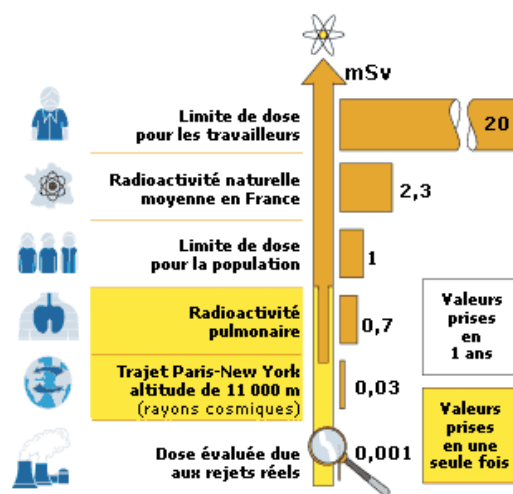 mSv
Limite de dose
pour les travailleurs
20
Radioactivité naturelle
moyenne en France
2,3
Limite de dose
pour la population
1
Radioactivité
pulmonaire
0,7
Trajet Paris-New York
altitude de 11 000 m
(rayons cosmiques)
0,03
Dose évaluée due
aux rejets réels
0,001
Valeurs
prises
en
1 ans
Valeurs
prises
en une
seule fois